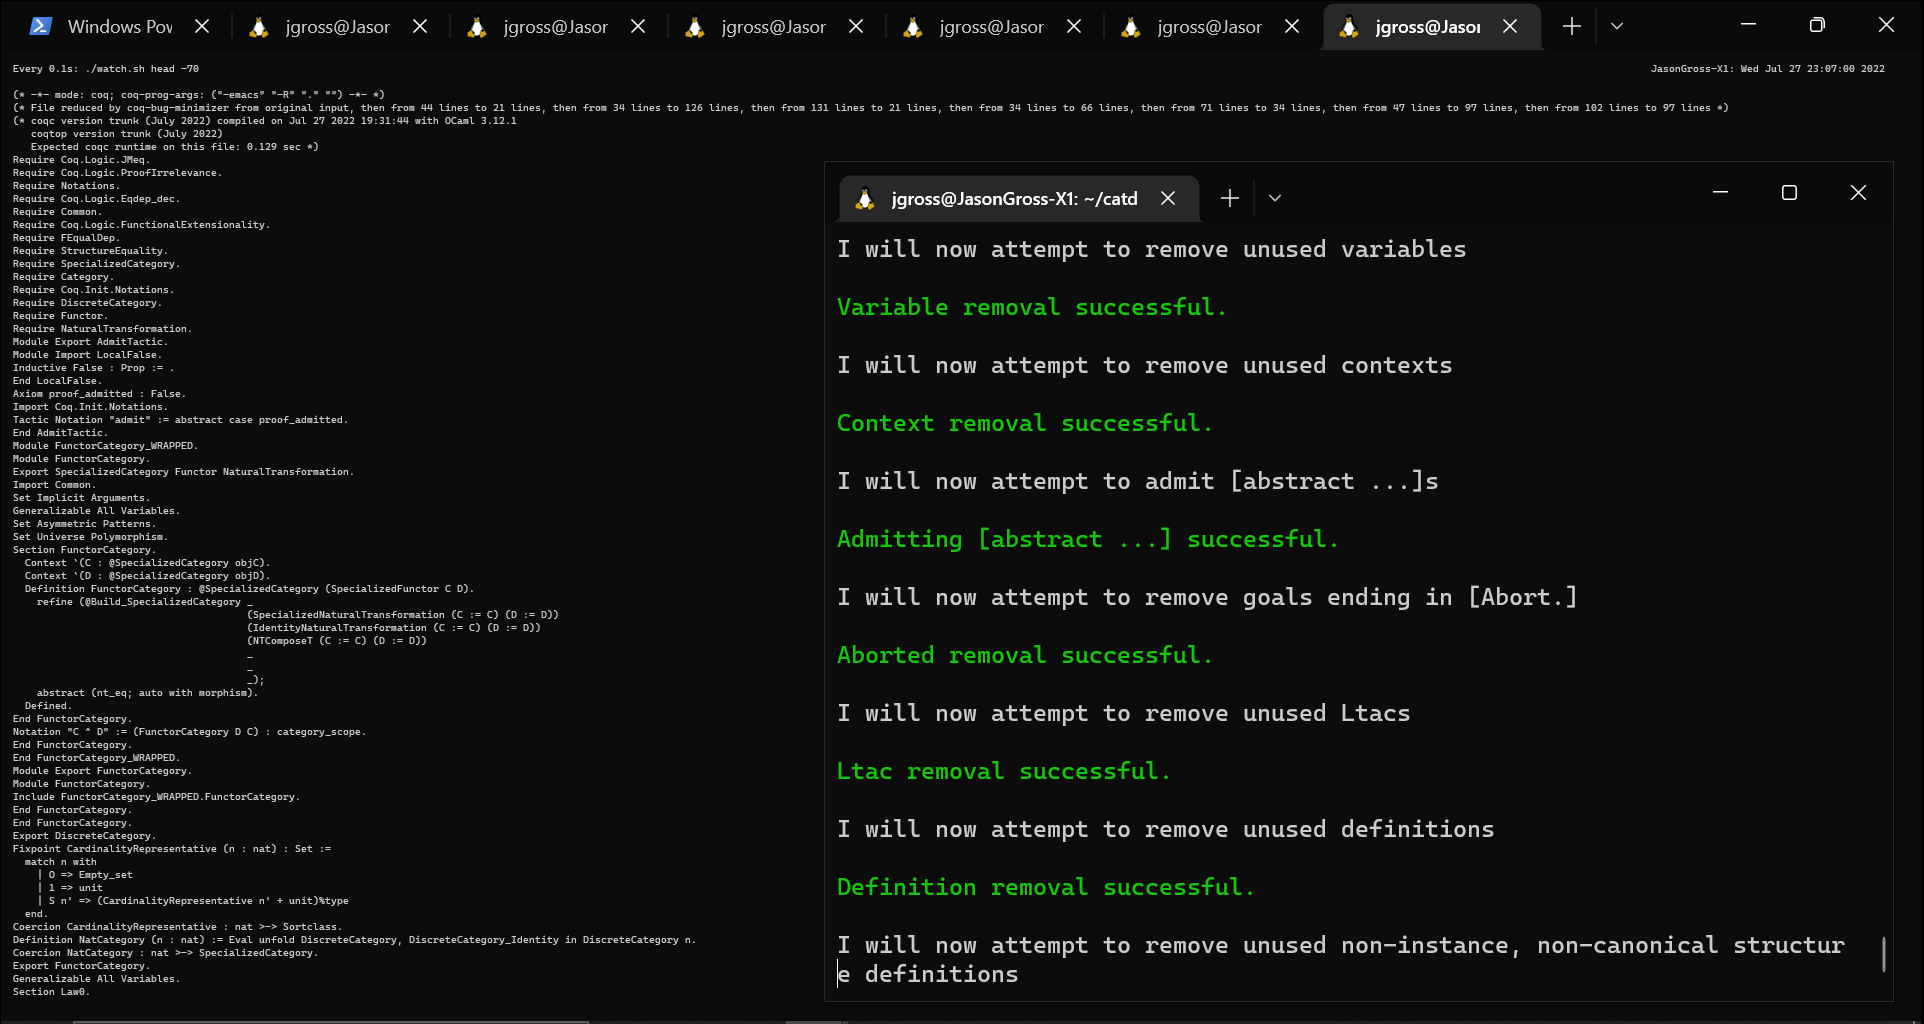 Windows Pov
jgross@Jasor
jgross@Jasor
jgross@Jasor
jgross@Jasor
jgross@Jasor
jgross@Jasor
Every 0.1s: ./watch.sh head -70
JasonGross-X1: Wed Jul 27 23:07:00 2022
(* -*- mode: coq; coq-prog-args: ("-emacs" "-R" "." "") -*- *)
(* File reduced by coq-bug-minimizer from original input, then from 44 lines to 21 lines, then from 34 lines to 126 lines, then from 131 lines to 21 lines, then from 34 lines to 66 lines, then from 71 lines to 34 lines, then from 47 lines to 97 lines, then from 102 lines to 97 lines *)
(* coqc version trunk (July 2022) compiled on Jul 27 2022 19:31:44 with OCaml 3.12.1
   coqtop version trunk (July 2022)
   Expected coqc runtime on this file: 0.129 sec *)
Require Coq.Logic.JMeq.
Require Coq.Logic.ProofIrrelevance.
Require Notations.
Require Coq.Logic.Eqdep_dec.
Require Common.
Require Coq.Logic.FunctionalExtensionality.
Require FEqualDep.
Require StructureEquality.
Require SpecializedCategory.
Require Category.
Require Coq.Init.Notations.
Require DiscreteCategory.
Require Functor.
Require NaturalTransformation.
Module Export AdmitTactic.
Module Import LocalFalse.
Inductive False : Prop := .
End LocalFalse.
Axiom proof_admitted : False.
Import Coq.Init.Notations.
Tactic Notation "admit" := abstract case proof_admitted.
End AdmitTactic.
Module FunctorCategory_WRAPPED.
Module FunctorCategory.
Export SpecializedCategory Functor NaturalTransformation.
Import Common.
Set Implicit Arguments.
Generalizable All Variables.
Set Asymmetric Patterns.
Set Universe Polymorphism.
Section FunctorCategory.
  Context `(C : @SpecializedCategory objC).
  Context `(D : @SpecializedCategory objD).
  Definition FunctorCategory : @SpecializedCategory (SpecializedFunctor C D).
    refine (@Build_SpecializedCategory _
                                       (SpecializedNaturalTransformation (C := C) (D := D))
                                       (IdentityNaturalTransformation (C := C) (D := D))
                                       (NTComposeT (C := C) (D := D))
                                       _
                                       _
                                       _);
    abstract (nt_eq; auto with morphism).
  Defined.
End FunctorCategory.
Notation "C ^ D" := (FunctorCategory D C) : category_scope.
End FunctorCategory.
End FunctorCategory_WRAPPED.
Module Export FunctorCategory.
Module FunctorCategory.
Include FunctorCategory_WRAPPED.FunctorCategory.
End FunctorCategory.
End FunctorCategory.
Export DiscreteCategory.
Fixpoint CardinalityRepresentative (n : nat) : Set :=
  match n with
    | O => Empty_set
    | 1 => unit
    | S n' => (CardinalityRepresentative n' + unit)%type
  end.
Coercion CardinalityRepresentative : nat >-> Sortclass.
Definition NatCategory (n : nat) := Eval unfold DiscreteCategory, DiscreteCategory_Identity in DiscreteCategory n.
Coercion NatCategory : nat >-> SpecializedCategory.
Export FunctorCategory.
Generalizable All Variables.
Section Law0.
jgross@JasonGross-X1: ~/catd
I will now attempt to remove unused variables
Variable removal successful.
I will now attempt to remove unused contexts
Context removal successful.
I will now attempt to admit [abstract ...]s
Admitting [abstract ...] successful.
I will now attempt to remove goals ending in [Abort.]
Aborted removal successful.
I will now attempt to remove unused Ltacs
Ltac removal successful.
I will now attempt to remove unused definitions
Definition removal successful.
I will now attempt to remove unused non-instance, non-canonical structur
e definitions